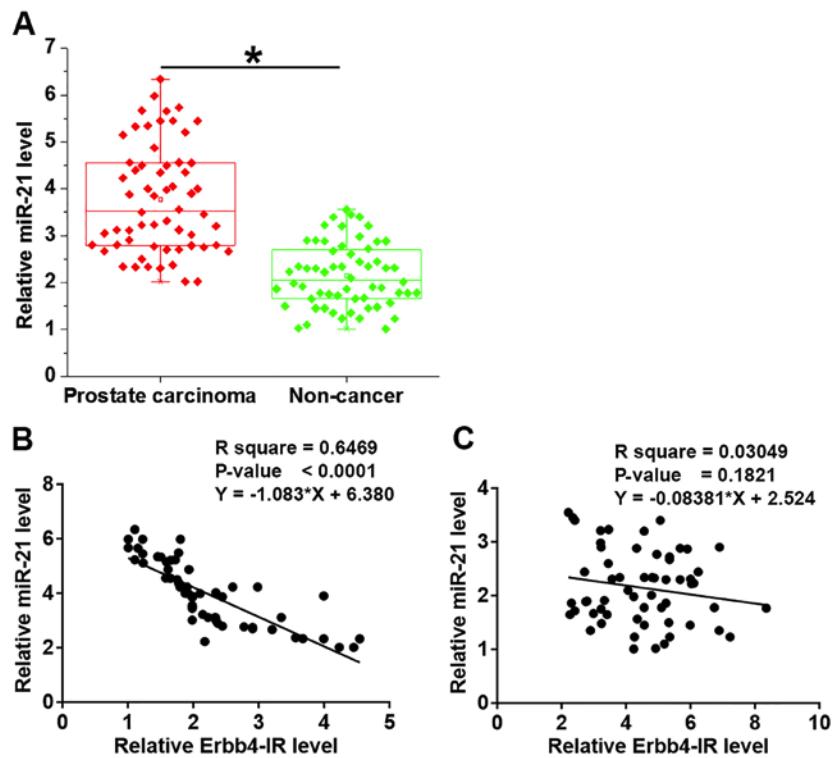 A
*
7
6
5
4
3
2
1
0
Relative miR-21 level
Prostate carcinoma Non-cancer
B
R square = 0.6469
P-value < 0.0001
Y = -1.083*X + 6.380
8
6
4
2
0
Relative miR-21 level
0 1 2 3 4 5
Relative Erbb4-IR level
C
R square = 0.03049
P-value = 0.1821
Y = -0.08381*X + 2.524
4
3
2
1
0
Relative miR-21 level
0 2 4 6 8 10
Relative Erbb4-IR level